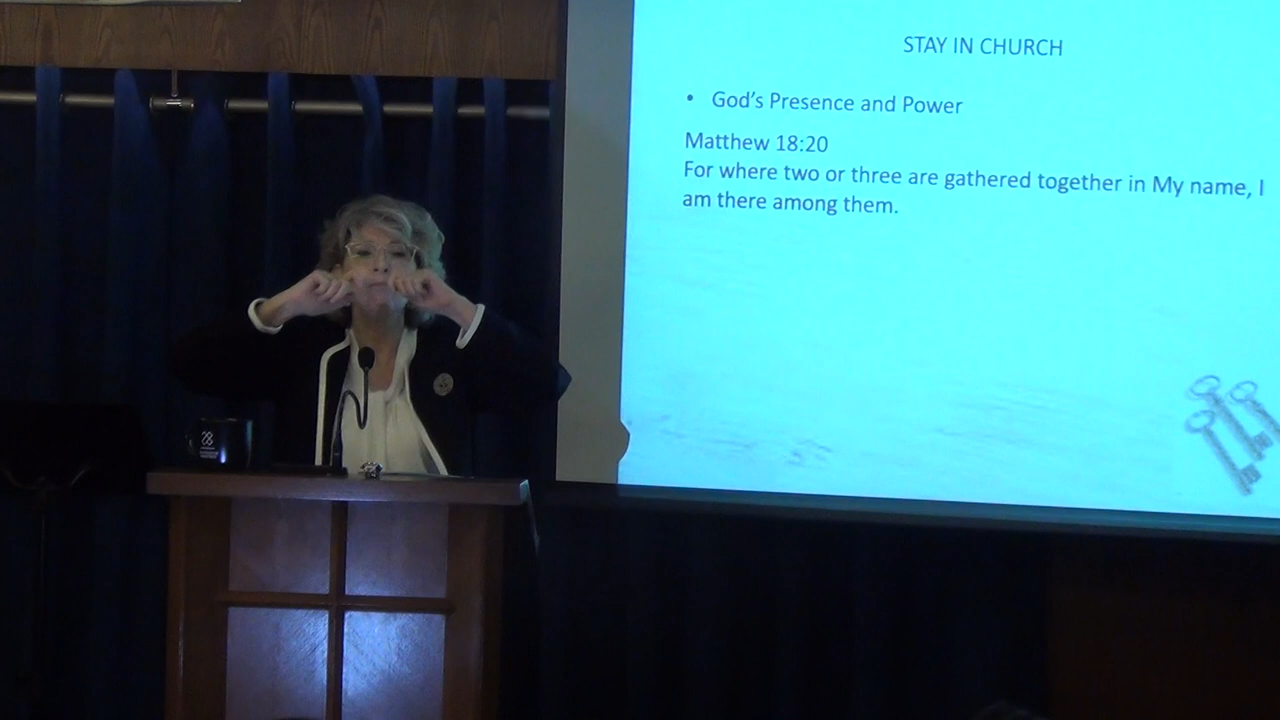 STAY IN CHURCH
• God's Presence and Power
Matthew 18:20
For where two or three are gathered together in My name, I
am there among them.